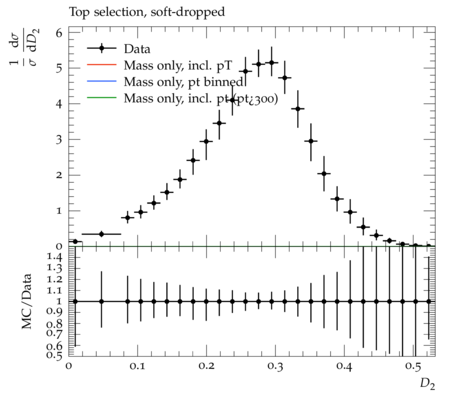 Top selection, soft-dropped
1/σ dσ/dD₂
Data
Mass only, incl. pT
Mass only, pt binned
Mass only, incl. pt (pt¿300)
6
5
4
3
2
1
0
1.4
1.3
1.2
1.1
1
0.9
0.8
0.7
0.6
0.5
MC/Data
0 0.1 0.2 0.3 0.4 0.5
D₂